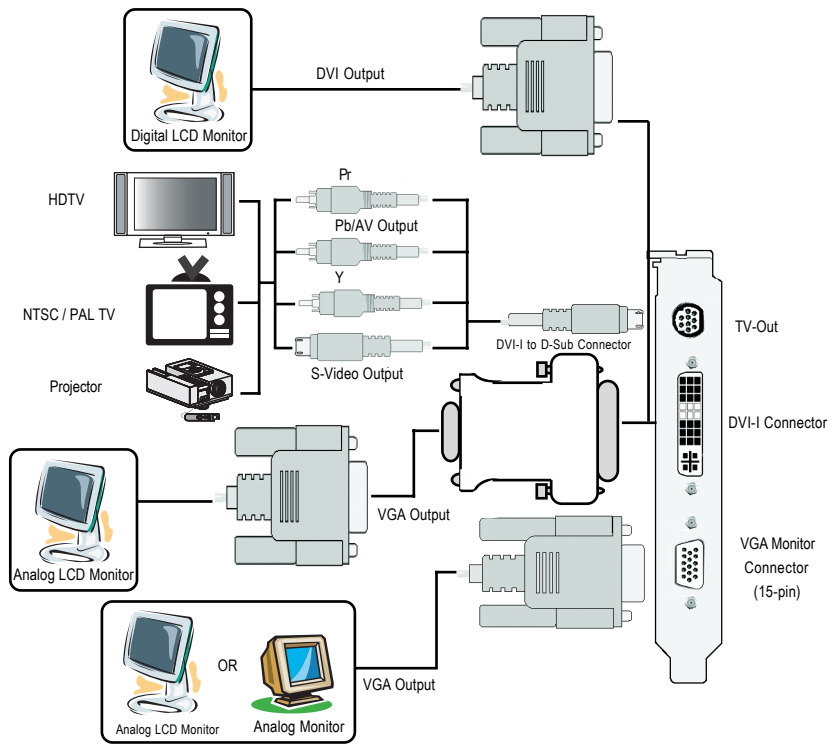 DVI Output
Digital LCD Monitor
HDTV
Pr
Pb/AV Output
Y
NTSC / PAL TV
TV-Out
DVI-I to D-Sub Connector
S-Video Output
Projector
DVI-I Connector
VGA Output
Analog LCD Monitor
VGA Monitor
Connector
(15-pin)
OR
VGA Output
Analog LCD Monitor
Analog Monitor